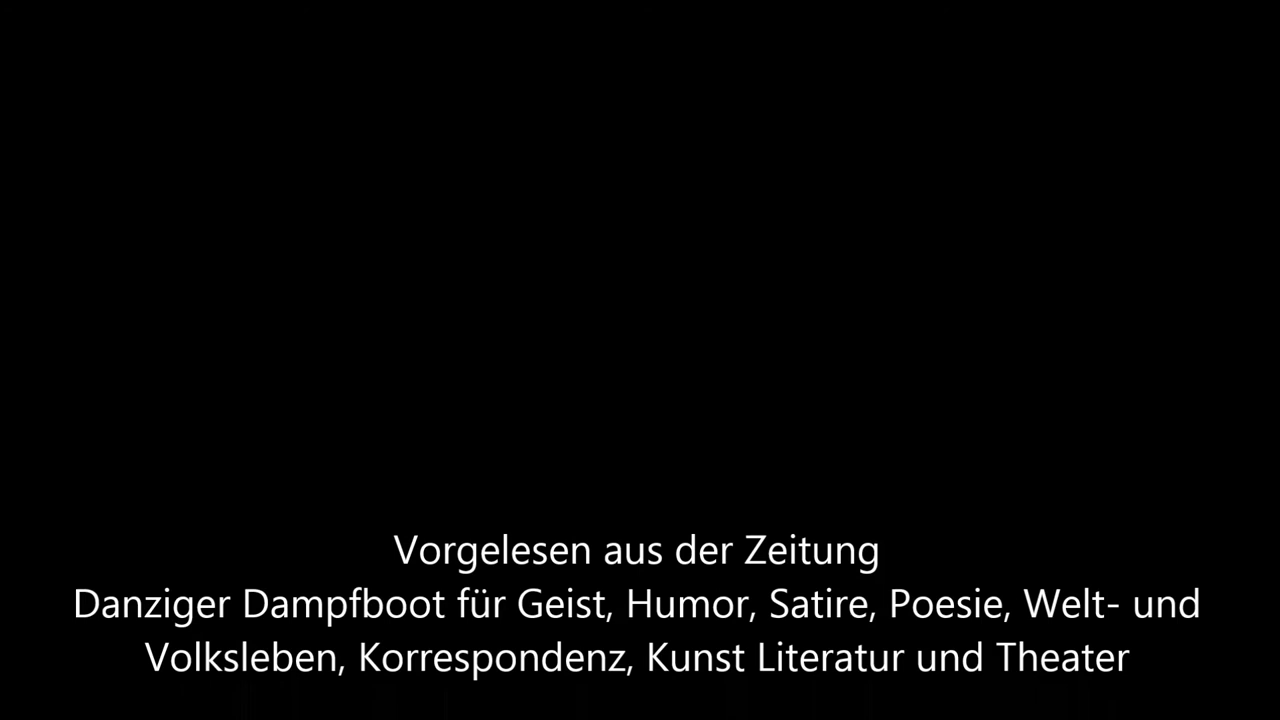 Vorgelesen aus der Zeitung
Danziger Dampfboot für Geist, Humor, Satire, Poesie, Welt- und
Volksleben, Korrespondenz, Kunst Literatur und Theater